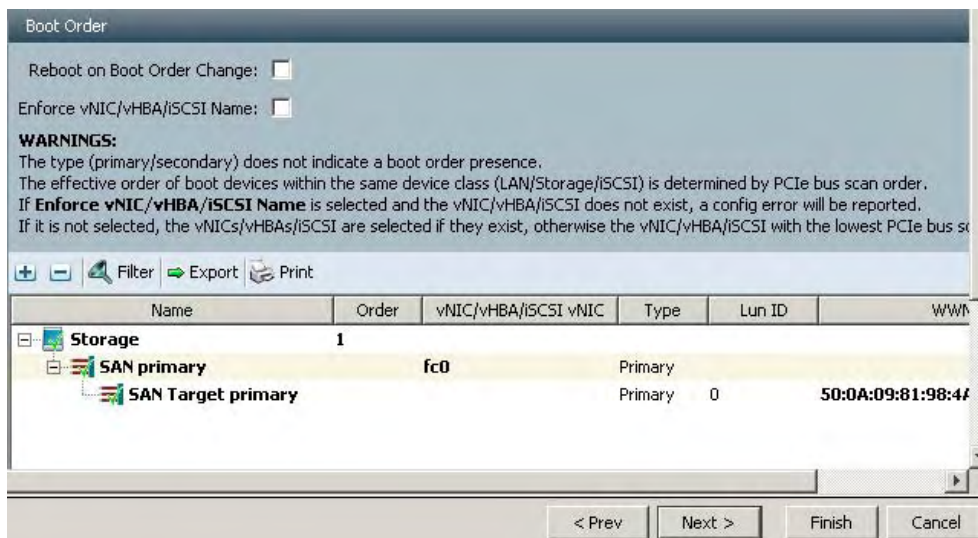 Boot Order
Reboot on Boot Order Change:
Enforce vNIC/vHBA/iSCSI Name:
WARNINGS:
The type (primary/secondary) does not indicate a boot order presence.
The effective order of boot devices within the same device class (LAN/Storage/iSCSI) is determined by PCIe bus scan order.
If Enforce vNIC/vHBA/iSCSI Name is selected and the vNIC/vHBA/iSCSI does not exist, a config error will be reported.
If it is not selected, the vNICs/vHBAs/iSCSI are selected if they exist, otherwise the vNIC/vHBA/iSCSI with the lowest PCIe bus
Filter Export Print
Name Order vNIC/vHBA/iSCSI vNIC Type Lun ID
Storage 1
SAN primary fc0 Primary
SAN Target primary Primary 0 50:0A:09:81:98:4
< Prev Next > Finish Cancel